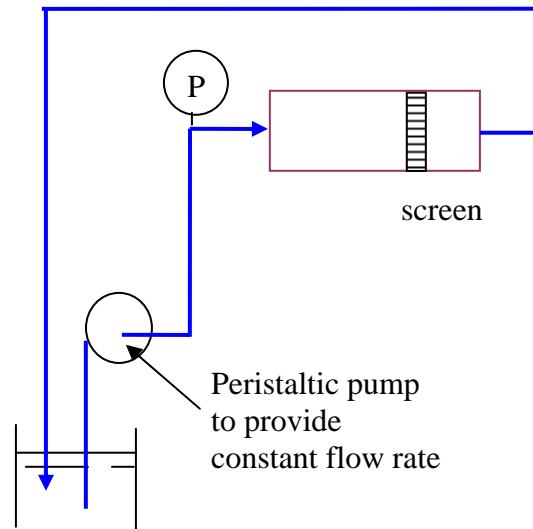 P
screen
Peristaltic pump
to provide
constant flow rate